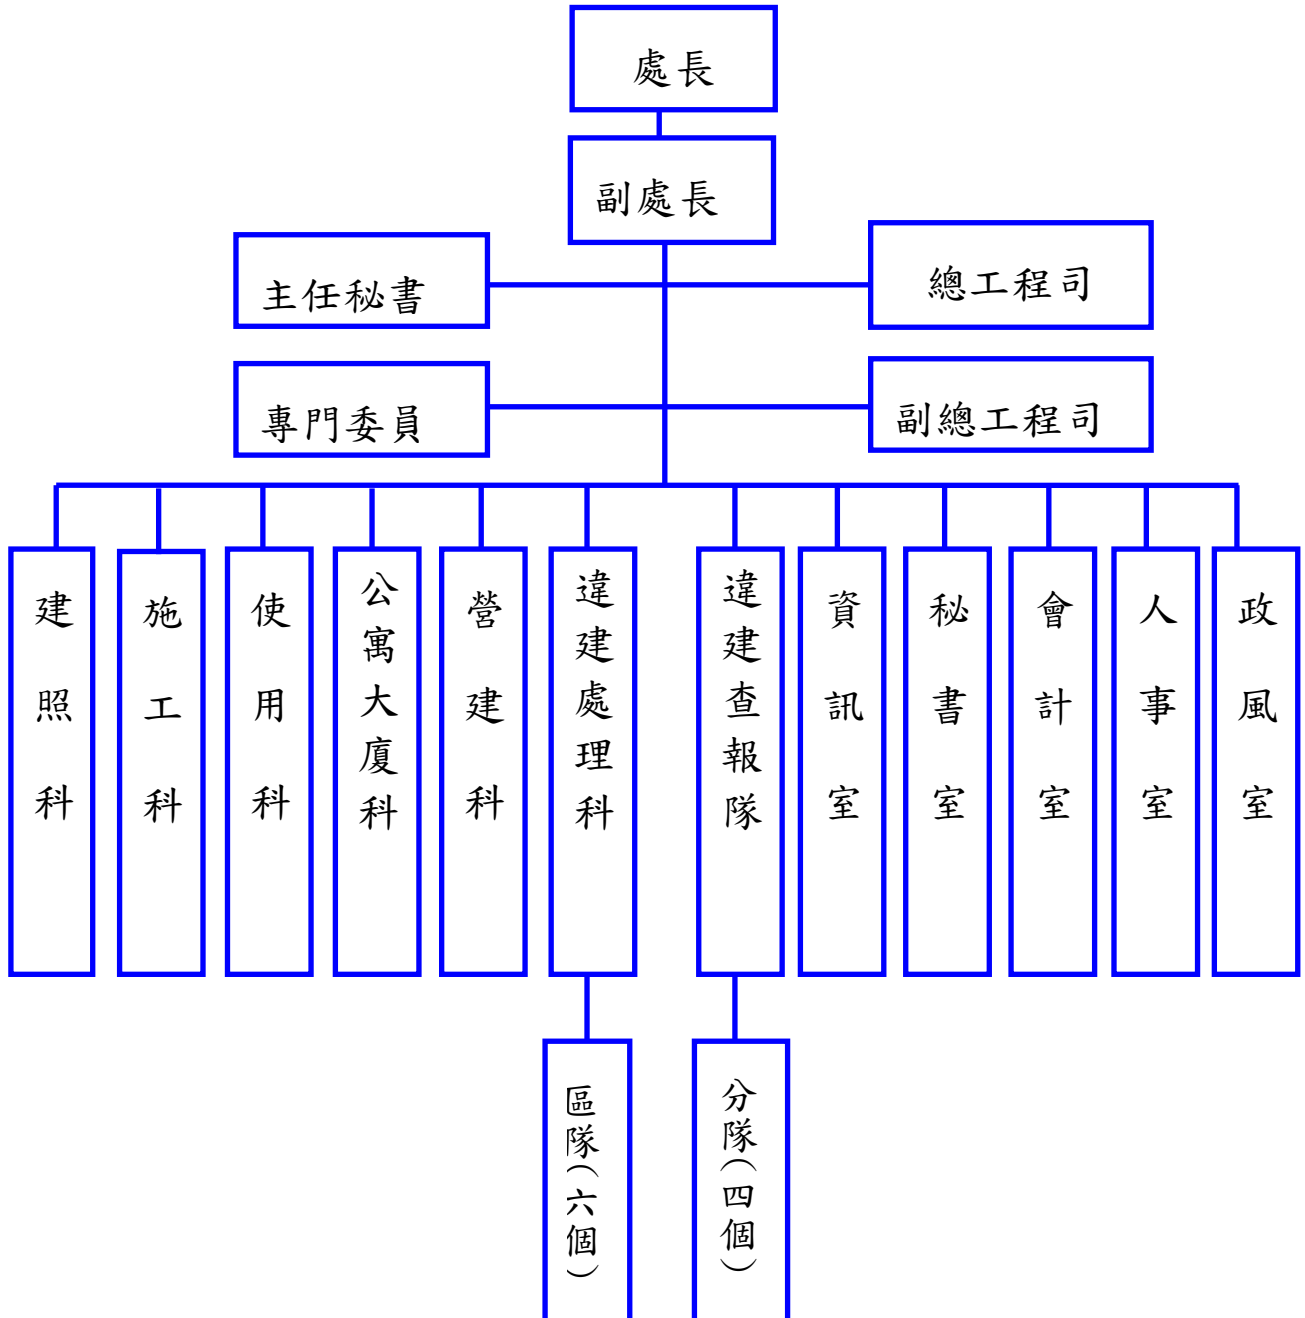 處長
副處長
主任秘書
總工程司
專門委員
副總工程司
建照科
施工科
使用科
公寓大廈科
營建科
違建處理科
違建查報隊
資訊室
秘書室
會計室
人事室
政風室
區隊(六個)
分隊(四個)